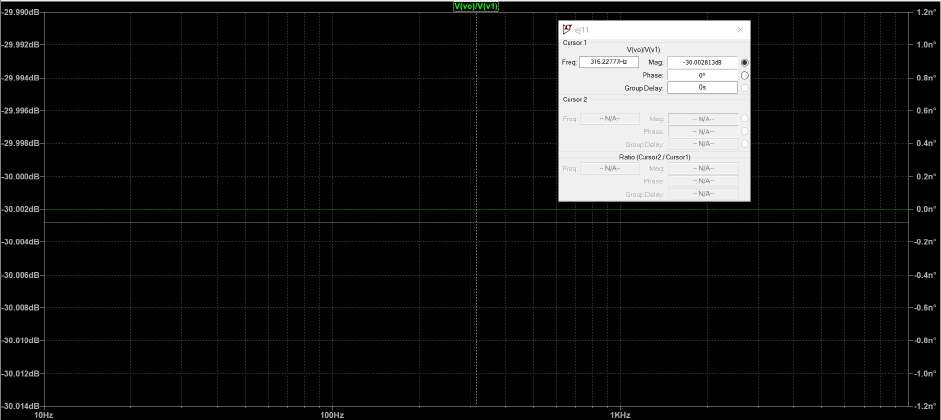 V(vo)/V(v1)
-29.990dB
1.2n°
-29.992dB
1.0n°
-29.994dB
0.8n°
-29.996dB
0.6n°
-29.998dB
0.4n°
-30.000dB
0.2n°
-30.002dB
0.0n°
-30.004dB
-0.2n°
-30.006dB
-0.4n°
-30.008dB
-0.6n°
-30.010dB
-0.8n°
-30.012dB
-1.0n°
-30.014dB
-1.2n°
10Hz
100Hz
1KHz
ej11
Cursor 1
V(vo)/V(v1)
Freq: 316.22777Hz Mag: -30.002813dB
Phase: 0°
Group Delay: 0s
Cursor 2
Freq: -- N/A-- Mag: -- N/A--
Phase: -- N/A--
Group Delay: -- N/A--
Ratio (Cursor2 / Cursor1)
Freq: -- N/A-- Mag: -- N/A--
Phase: -- N/A--
Group Delay: -- N/A--